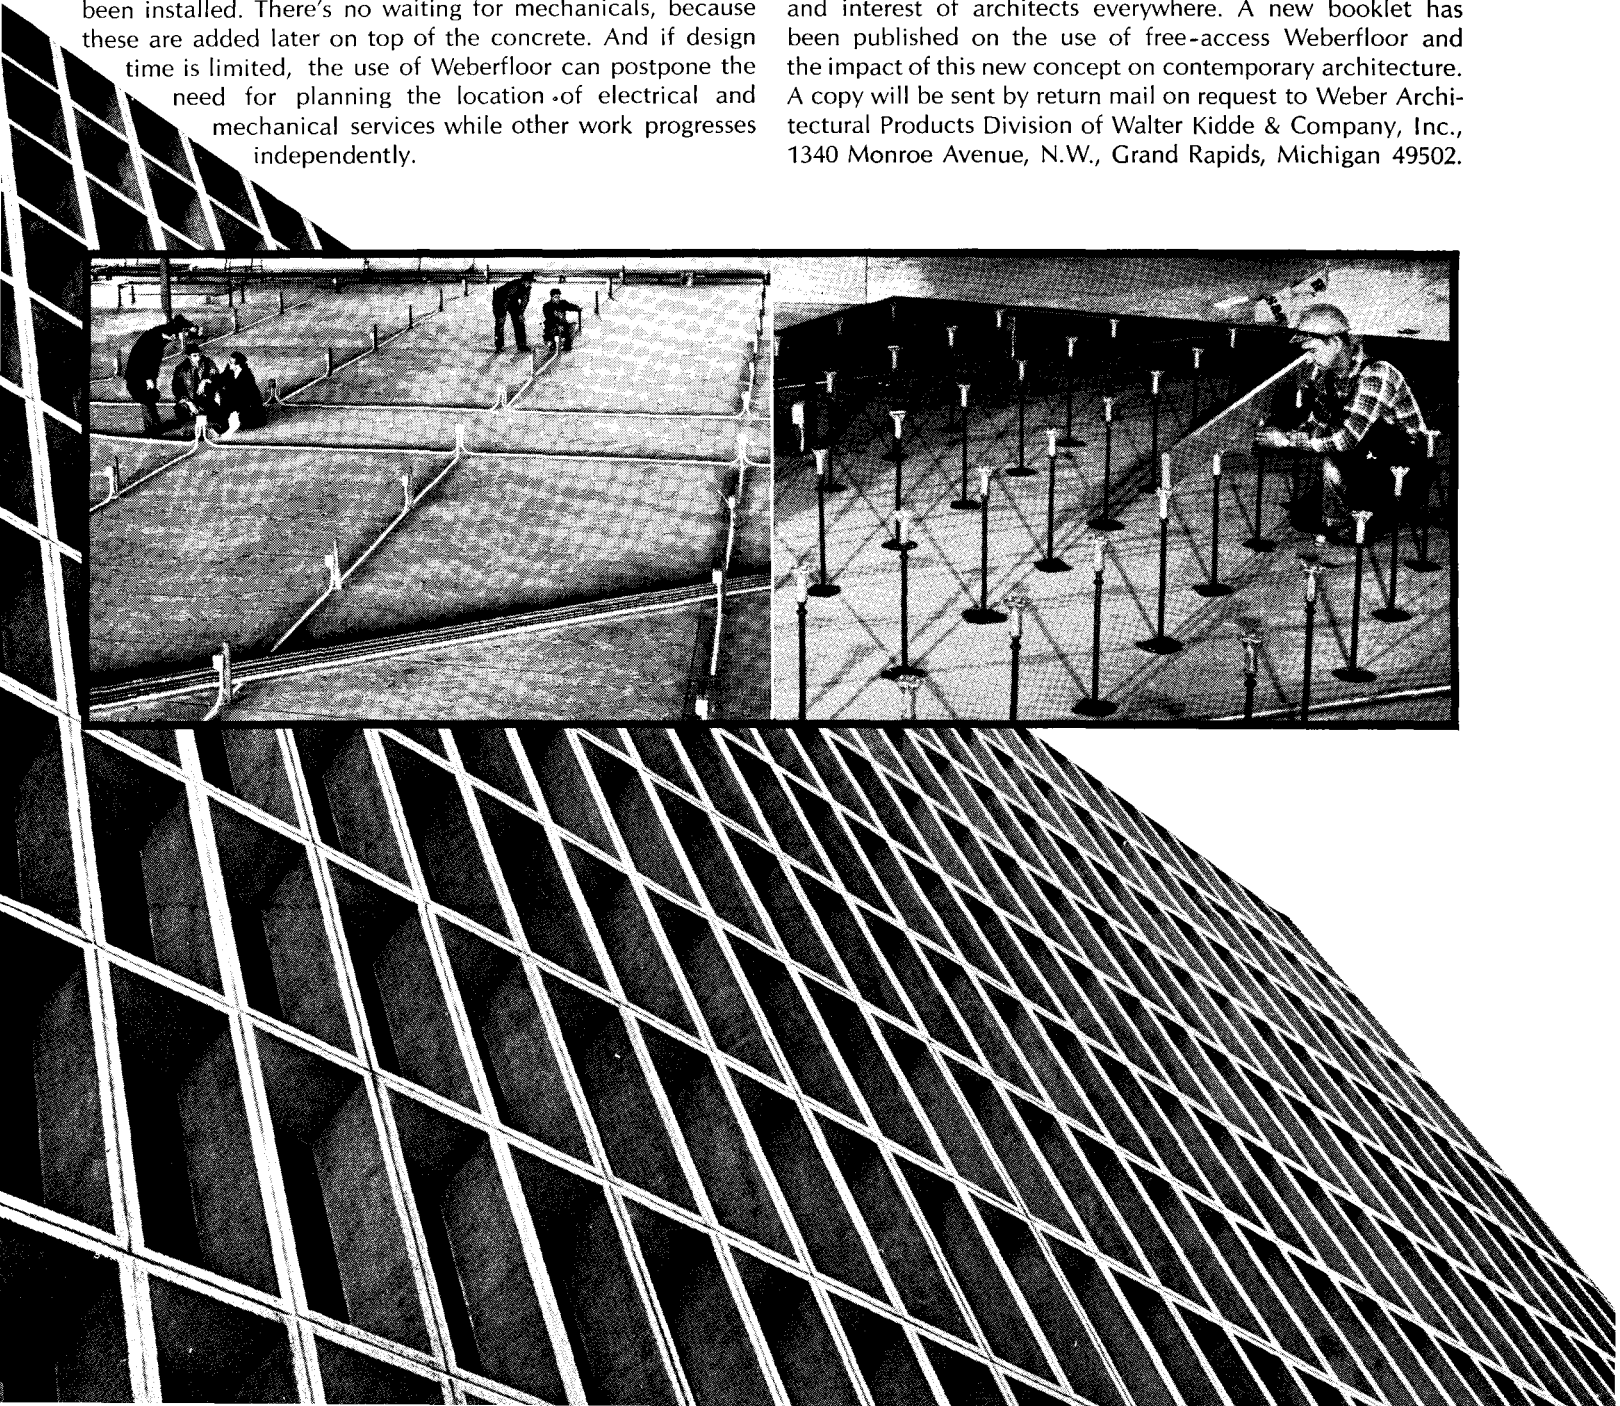 been installed. There's no waiting for mechanicals, because
these are added later on top of the concrete. And if design
time is limited, the use of Weberfloor can postpone the
need for planning the location of electrical and
mechanical services while other work progresses
independently.
and interest of architects everywhere. A new booklet has
been published on the use of free-access Weberfloor and
the impact of this new concept on contemporary architecture.
A copy will be sent by return mail on request to Weber Archi-
tectural Products Division of Walter Kidde & Company, Inc.,
1340 Monroe Avenue, N.W., Grand Rapids, Michigan 49502.